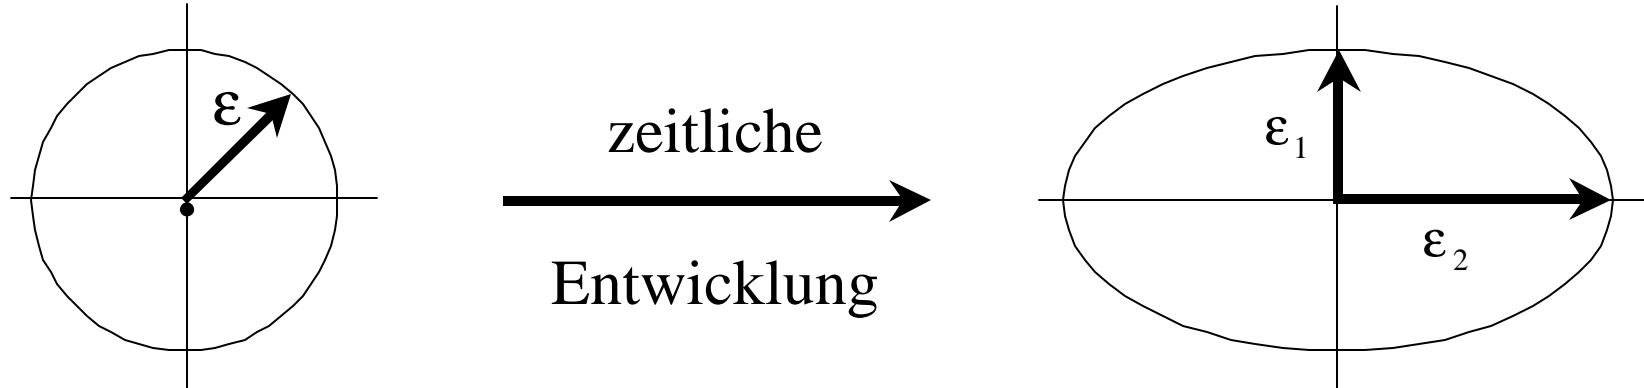 ε
zeitliche
Entwicklung
ε1
ε2